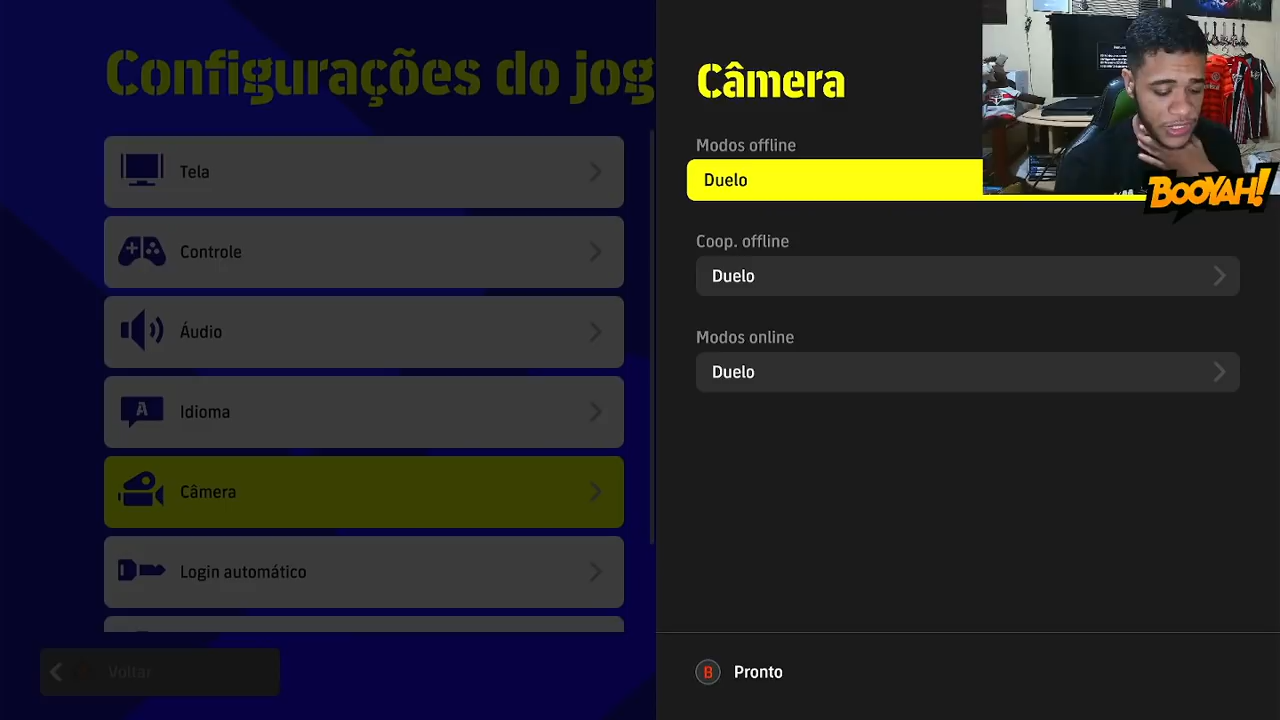 Configurações do jog
Tela
Controle
Áudio
Idioma
Câmera
Login automático
Voltar
Câmera
Modos offline
Duelo
Coop. offline
Duelo
Modos online
Duelo
B Pronto
BOOYAH!